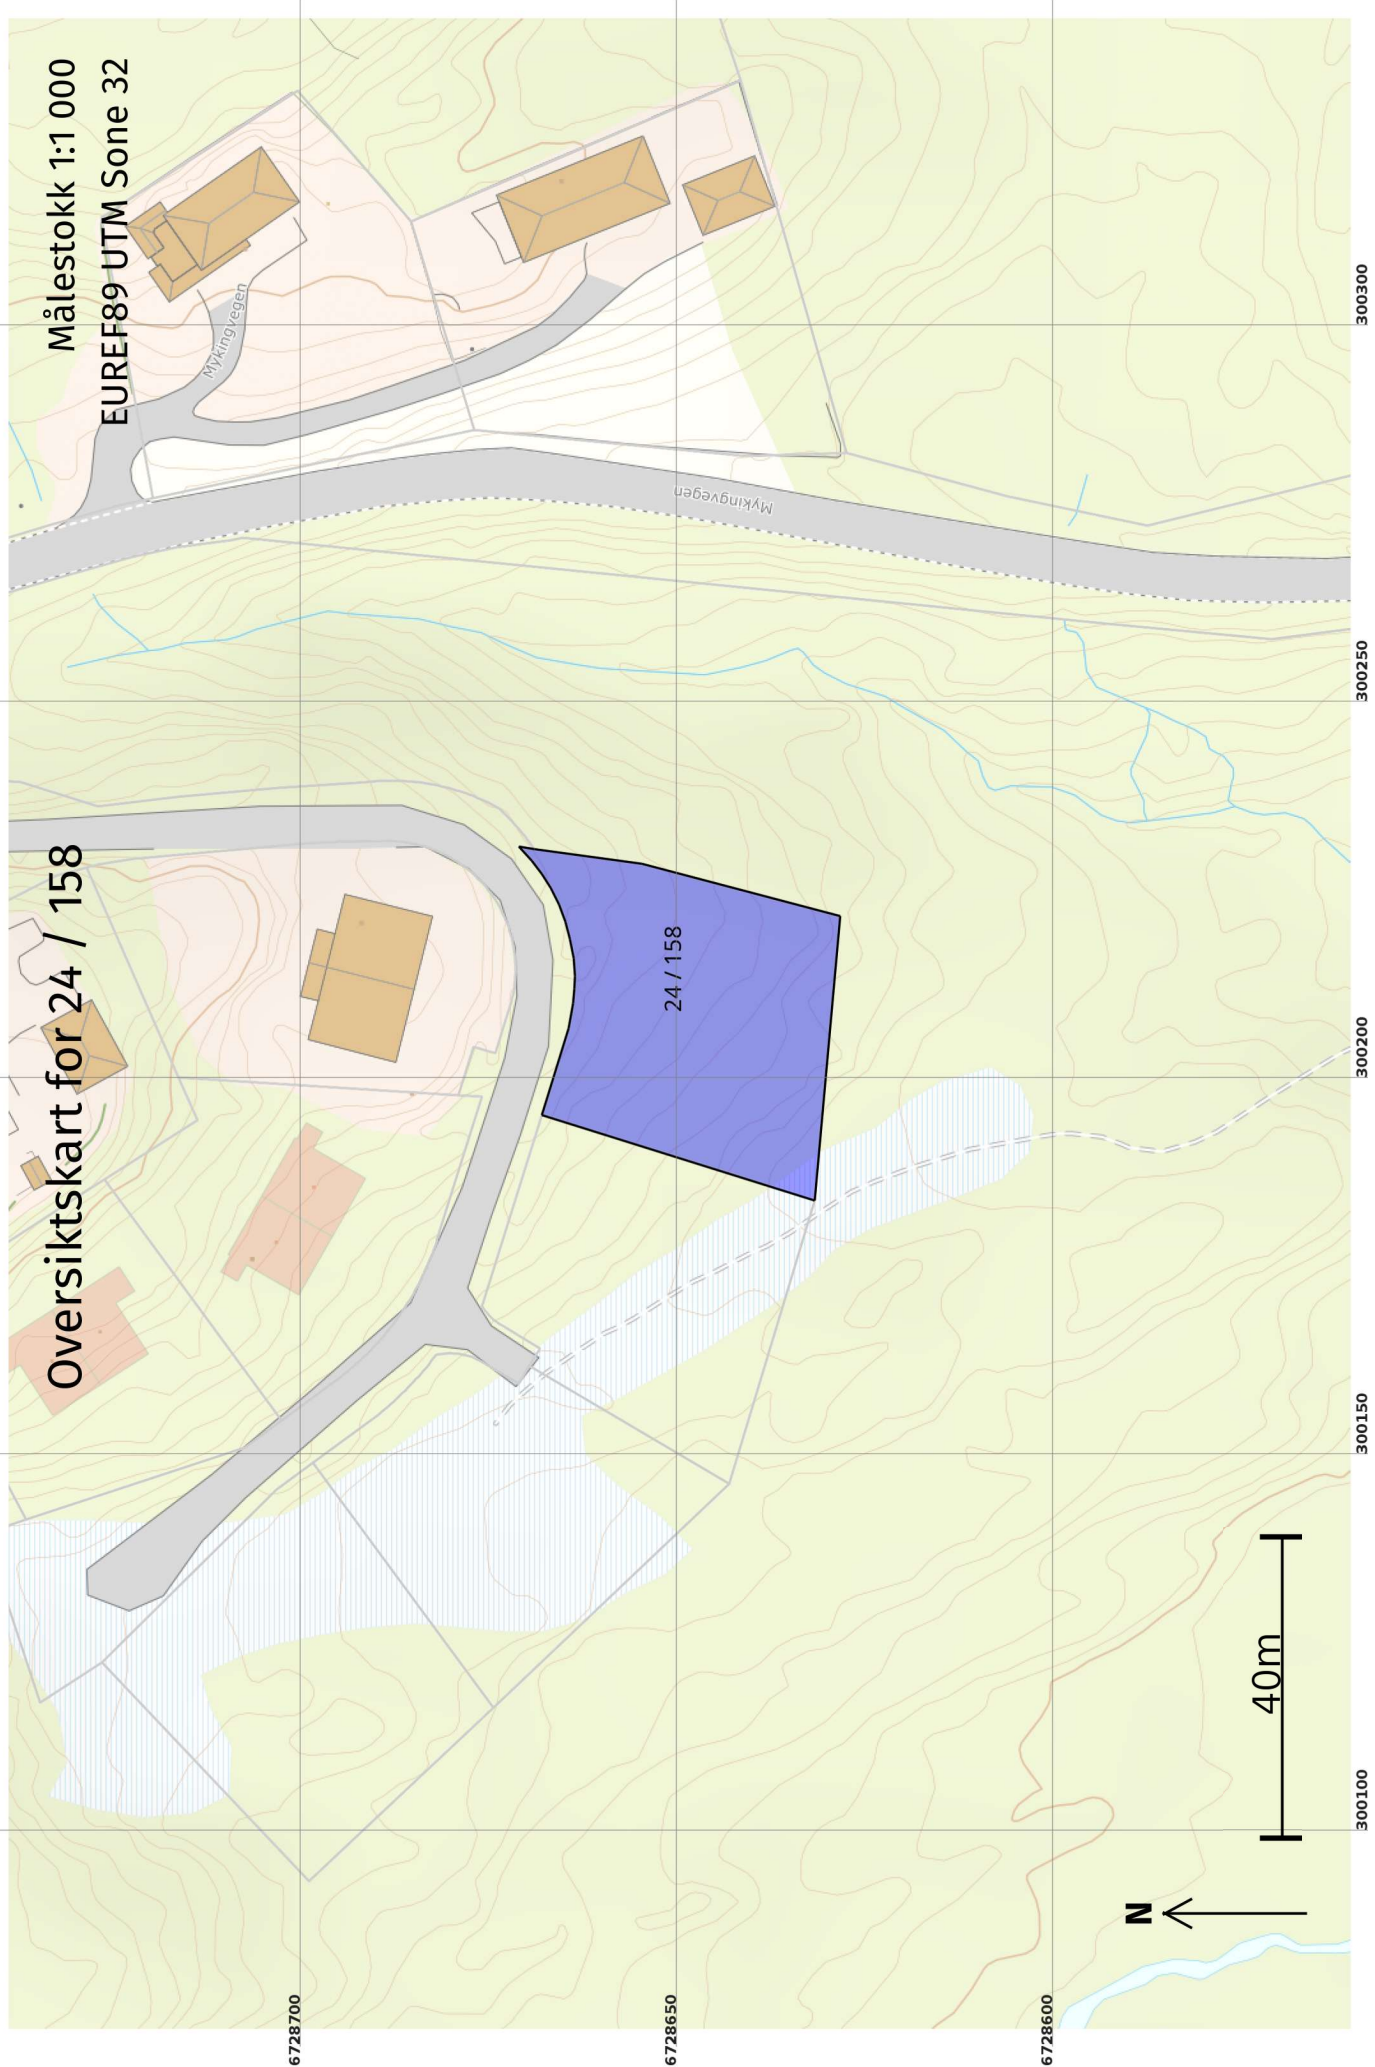 Oversiktskart for 24 / 158
Målestokk 1:1 000
EUREF89 UTM Sone 32
Mykingvegen
Mykingvegen
24 / 158
N
40m
6728700
6728650
6728600
300100
300150
300200
300250
300300